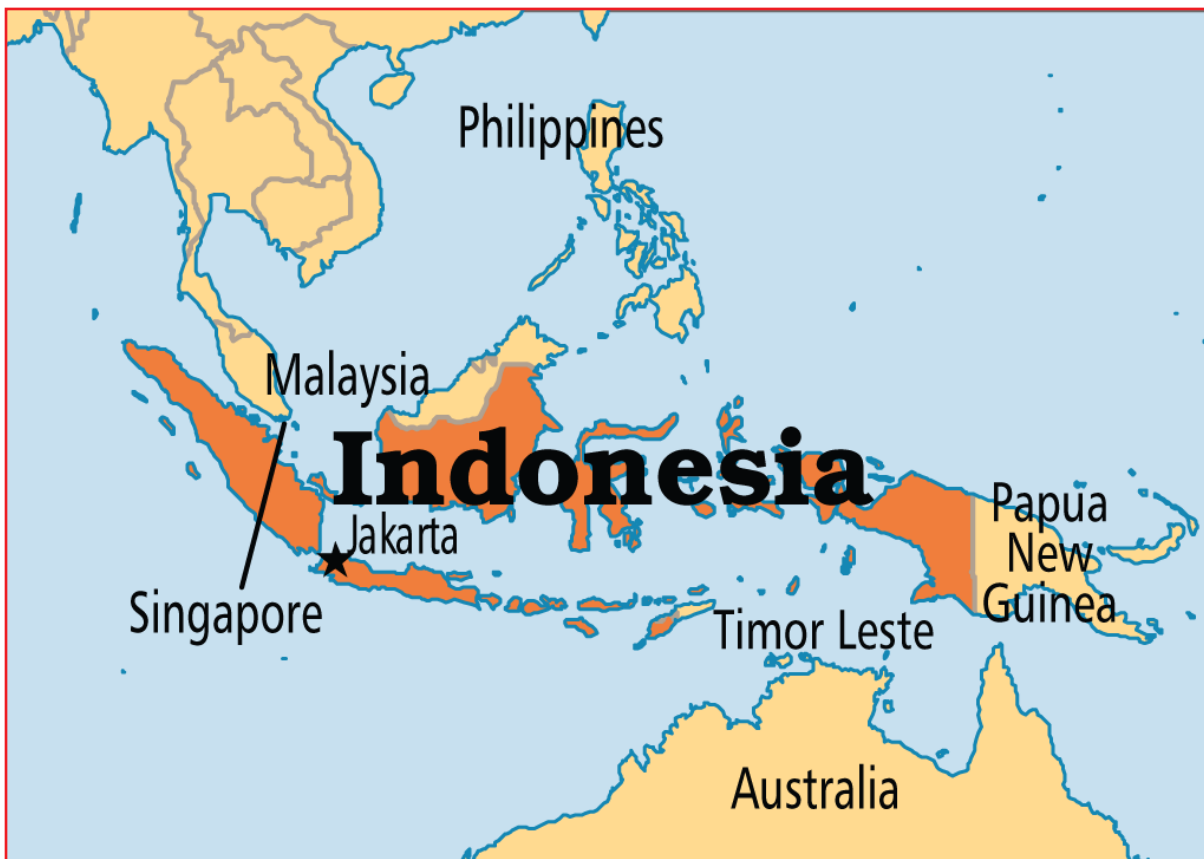 Philippines
Malaysia
Indonesia
Jakarta
Singapore
Papua
New
Guinea
Timor Leste
Australia